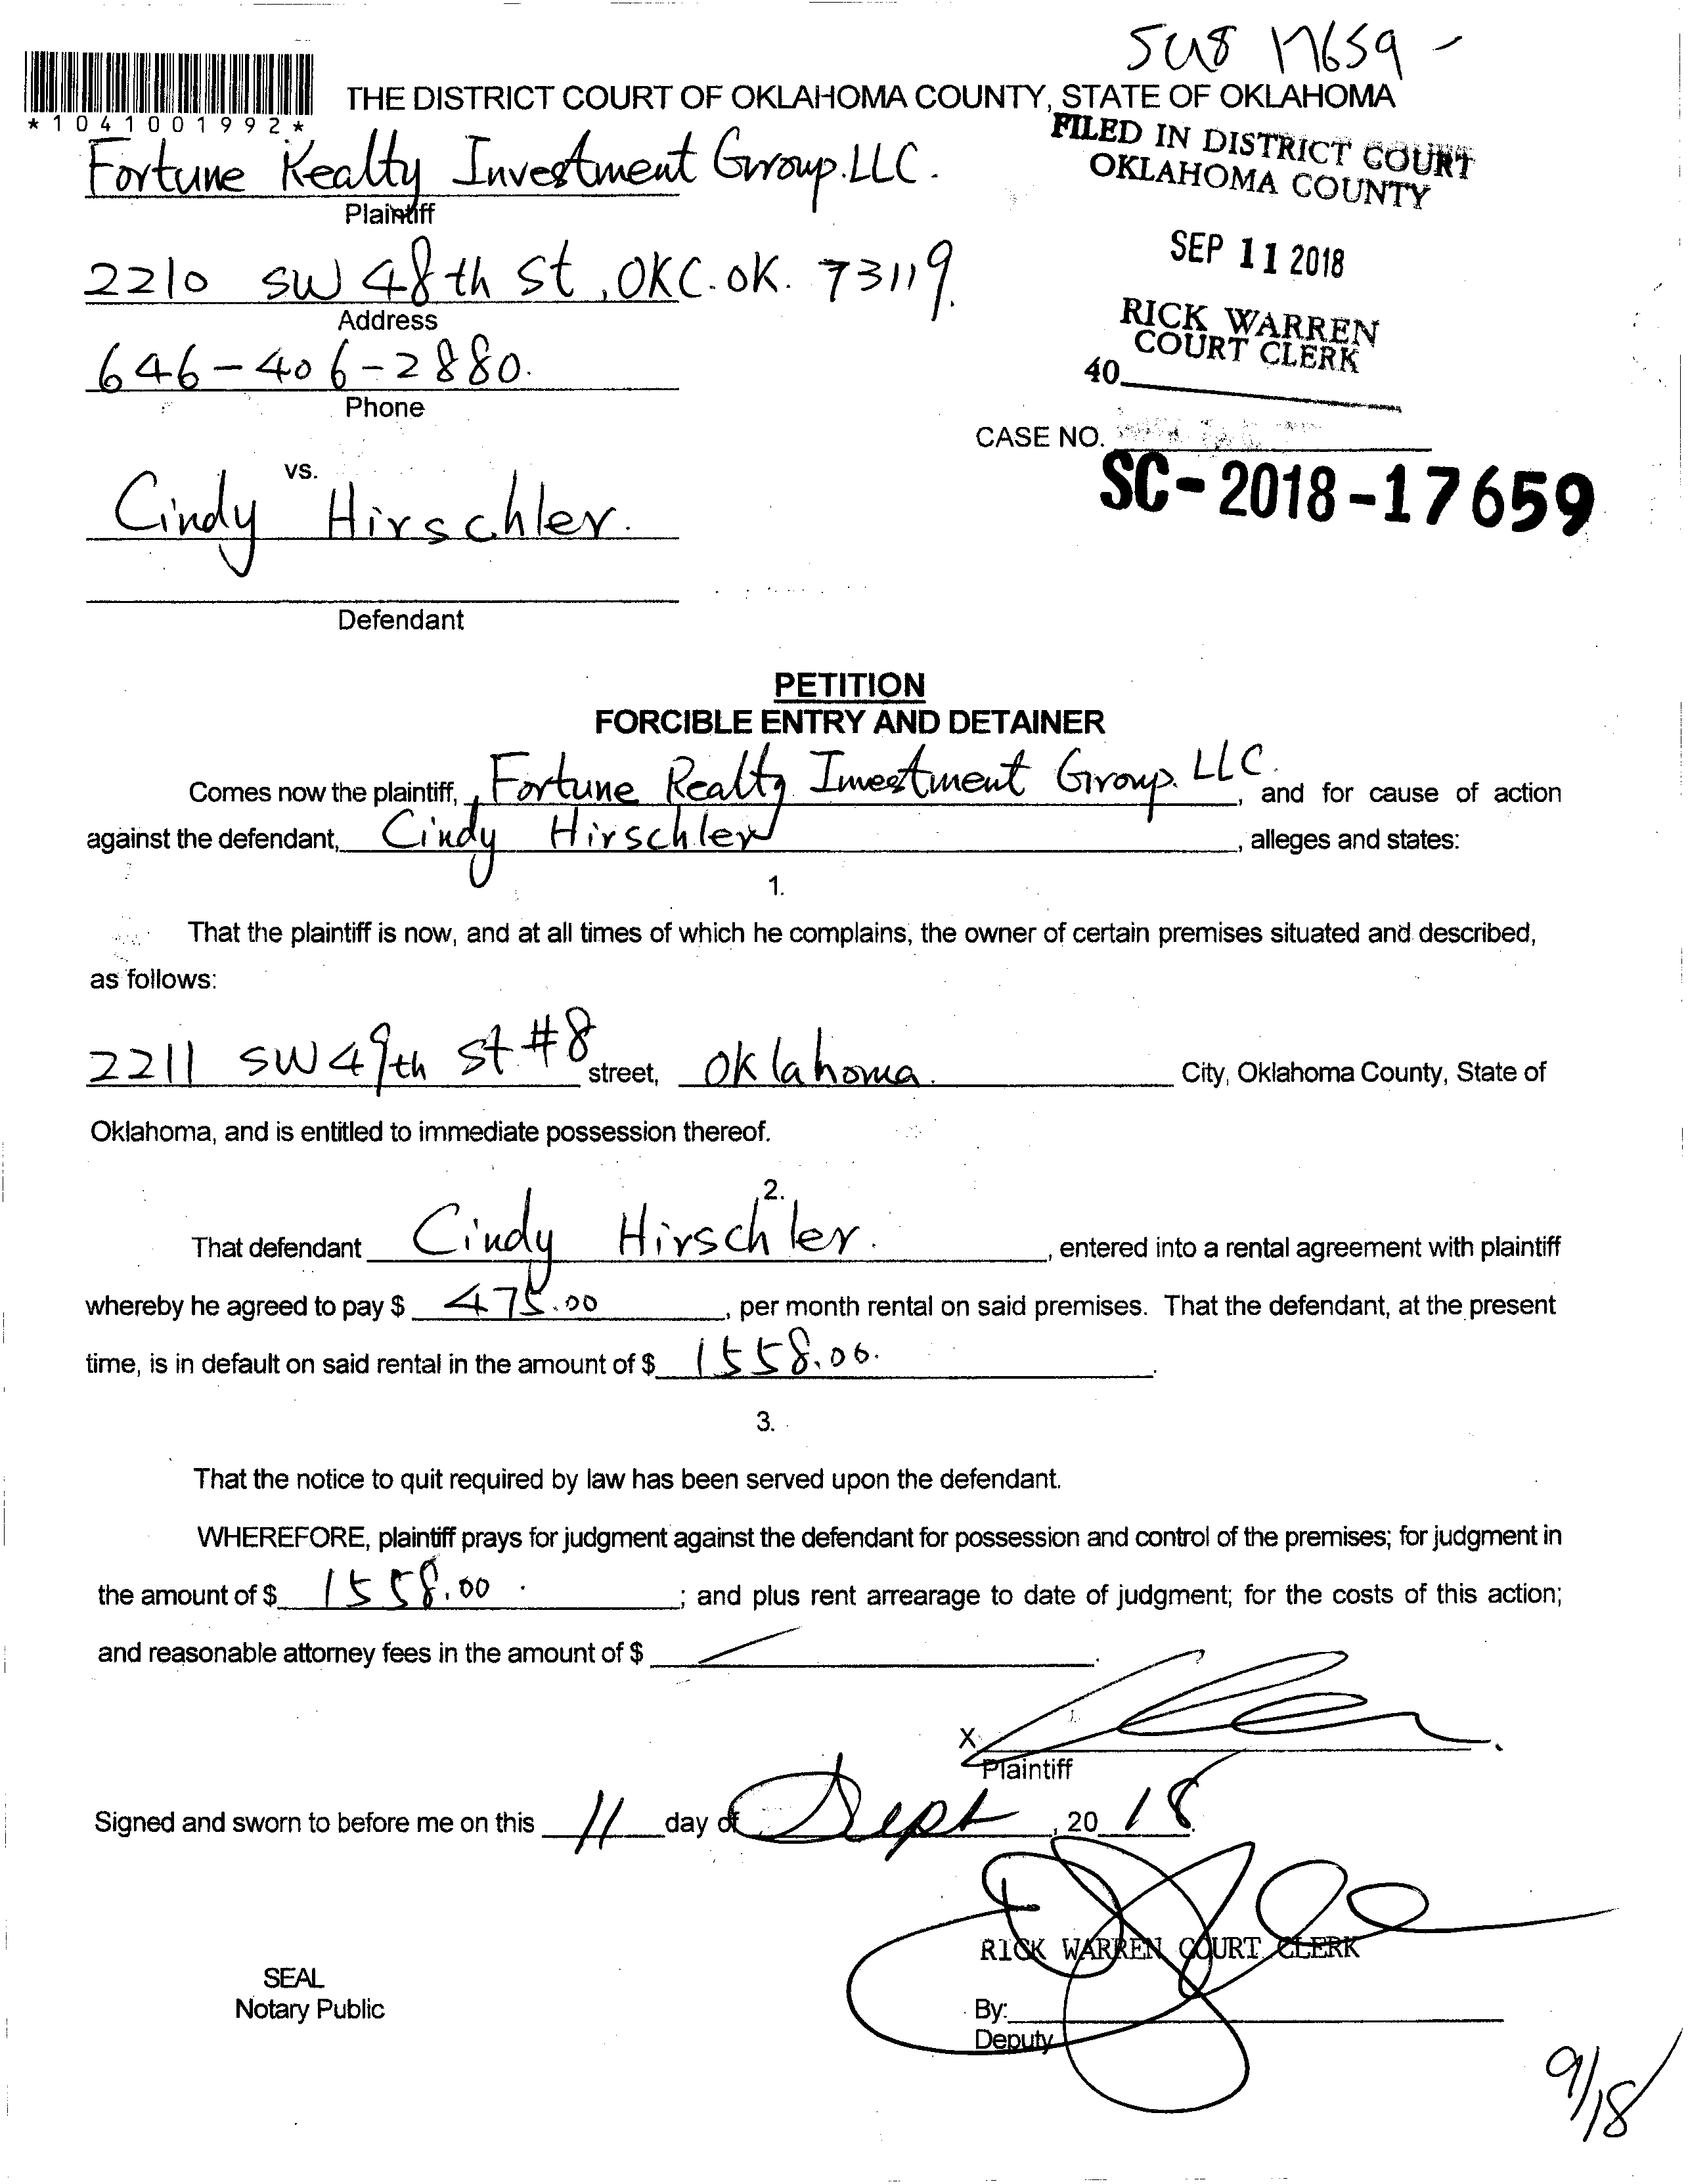 SC18 17659 -
THE DISTRICT COURT OF OKLAHOMA COUNTY, STATE OF OKLAHOMA
*1041001992*
FILED IN DISTRICT COURT
OKLAHOMA COUNTY
Fortune Realty Investment Group.LLC.
Plaintiff
SEP 11 2018
2210 SW 48th St, OKC.OK. 73119.
Address
RICK WARREN
COURT CLERK
646-406-2880.
40
Phone
CASE NO.
SC-2018-17659
vs.
Cindy Hirschler.
Defendant
PETITION
FORCIBLE ENTRY AND DETAINER
Comes now the plaintiff, Fortune Realty Investment Group. LLC., and for cause of action
against the defendant, Cindy Hirschler, alleges and states:
1.
That the plaintiff is now, and at all times of which he complains, the owner of certain premises situated and described,
as follows:
2211 SW 49th St #8 street, Oklahoma. City, Oklahoma County, State of
Oklahoma, and is entitled to immediate possession thereof.
2.
That defendant Cindy Hirschler., entered into a rental agreement with plaintiff
whereby he agreed to pay $ 475.00, per month rental on said premises. That the defendant, at the present
time, is in default on said rental in the amount of $ 1558.00.
3.
That the notice to quit required by law has been served upon the defendant.
WHEREFORE, plaintiff prays for judgment against the defendant for possession and control of the premises; for judgment in
the amount of $ 1558.00.; and plus rent arrearage to date of judgment; for the costs of this action;
and reasonable attorney fees in the amount of $
X
Plaintiff
Signed and sworn to before me on this 11 day of Sept, 20 18.
RICK WARREN COURT CLERK
SEAL
Notary Public
By:
Deputy
9/18